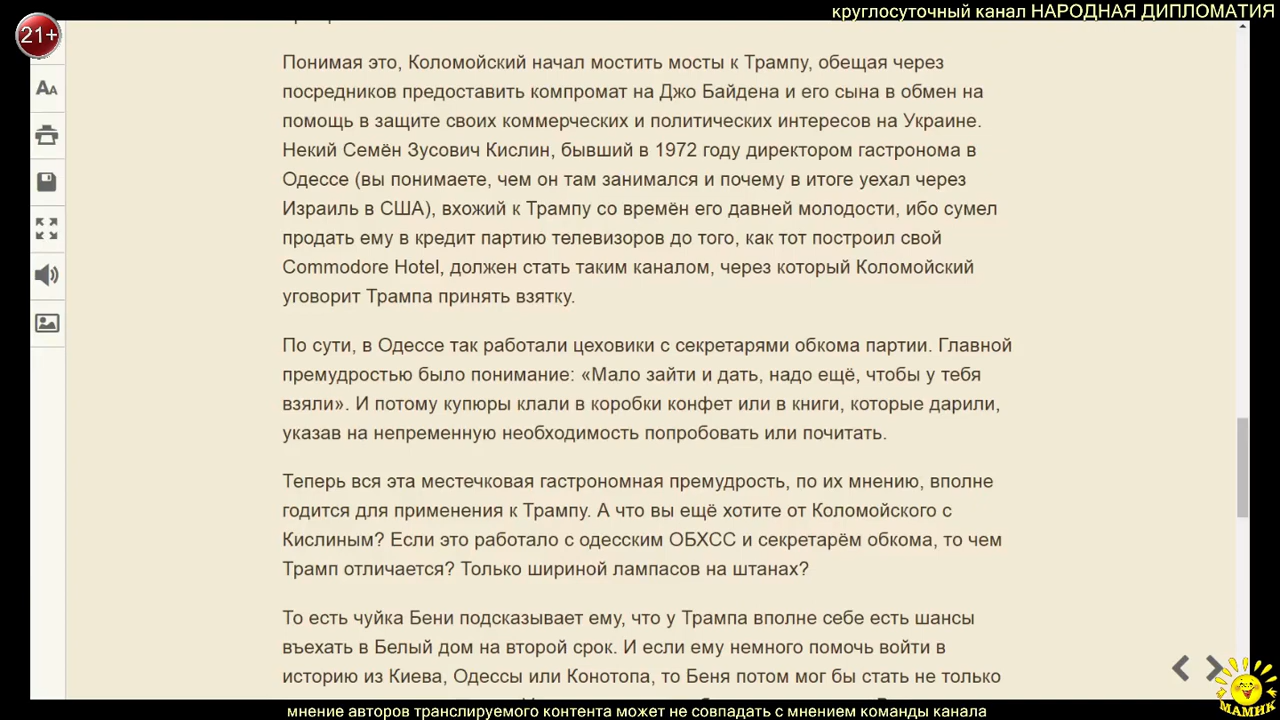 круглосуточный канал НАРОДНАЯ ДИПЛОМАТИЯ
21+
Понимая это, Коломойский начал мостить мосты к Трампу, обещая через
посредников предоставить компромат на Джо Байдена и его сына в обмен на
помощь в защите своих коммерческих и политических интересов на Украине.
Некий Семён Зусович Кислин, бывший в 1972 году директором гастронома в
Одессе (вы понимаете, чем он там занимался и почему в итоге уехал через
Израиль в США), вхожий к Трампу со времён его давней молодости, ибо сумел
продать ему в кредит партию телевизоров до того, как тот построил свой
Commodore Hotel, должен стать таким каналом, через который Коломойский
уговорит Трампа принять взятку.
По сути, в Одессе так работали цеховики с секретарями обкома партии. Главной
премудростью было понимание: «Мало зайти и дать, надо ещё, чтобы у тебя
взяли». И потому купюры клали в коробки конфет или в книги, которые дарили,
указав на непременную необходимость попробовать или почитать.
Теперь вся эта местечковая гастрономная премудрость, по их мнению, вполне
годится для применения к Трампу. А что вы ещё хотите от Коломойского с
Кислиным? Если это работало с одесским ОБХСС и секретарём обкома, то чем
Трамп отличается? Только шириной лампасов на штанах?
То есть чуйка Бени подсказывает ему, что у Трампа вполне себе есть шансы
въехать в Белый дом на второй срок. И если ему немного помочь войти в
историю из Киева, Одессы или Конотопа, то Беня потом мог бы стать не только
МАМИК
мнение авторов транслируемого контента может не совпадать с мнением команды канала